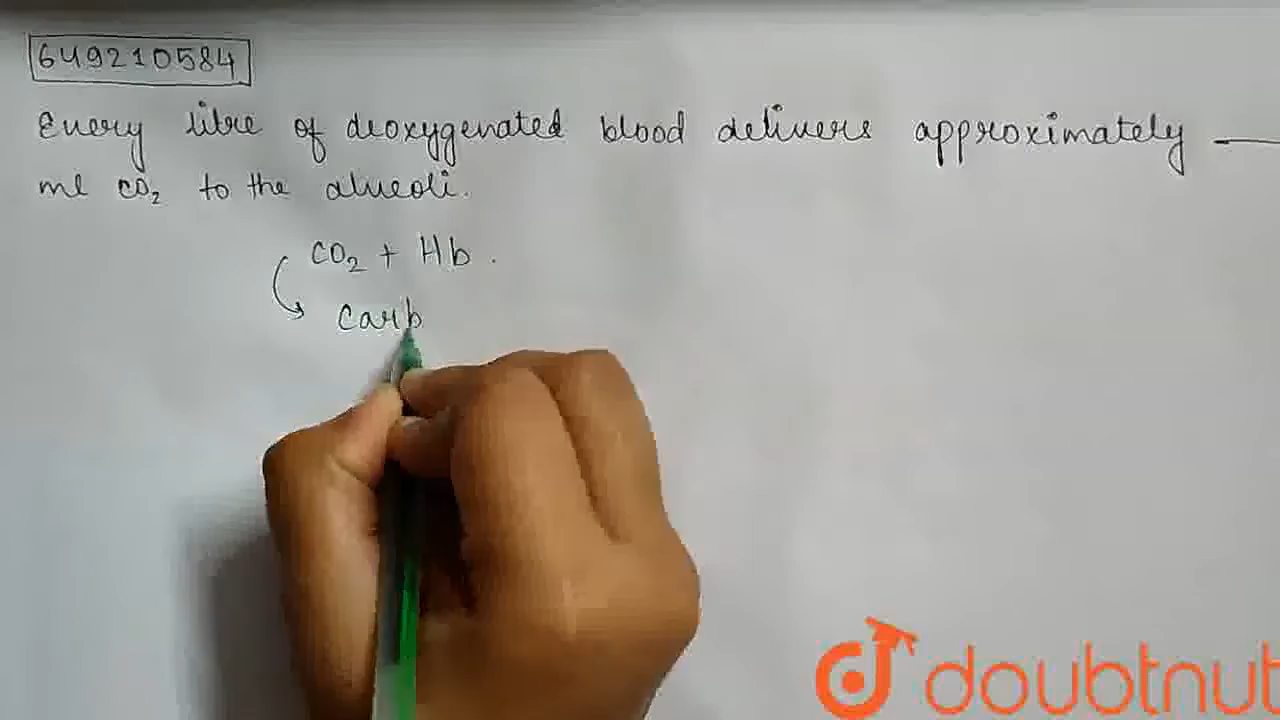 649210584
Every litre of deoxygenated blood delivers approximately ——
ml CO₂ to the alveoli.
CO₂ + Hb .
Carb
doubtnut